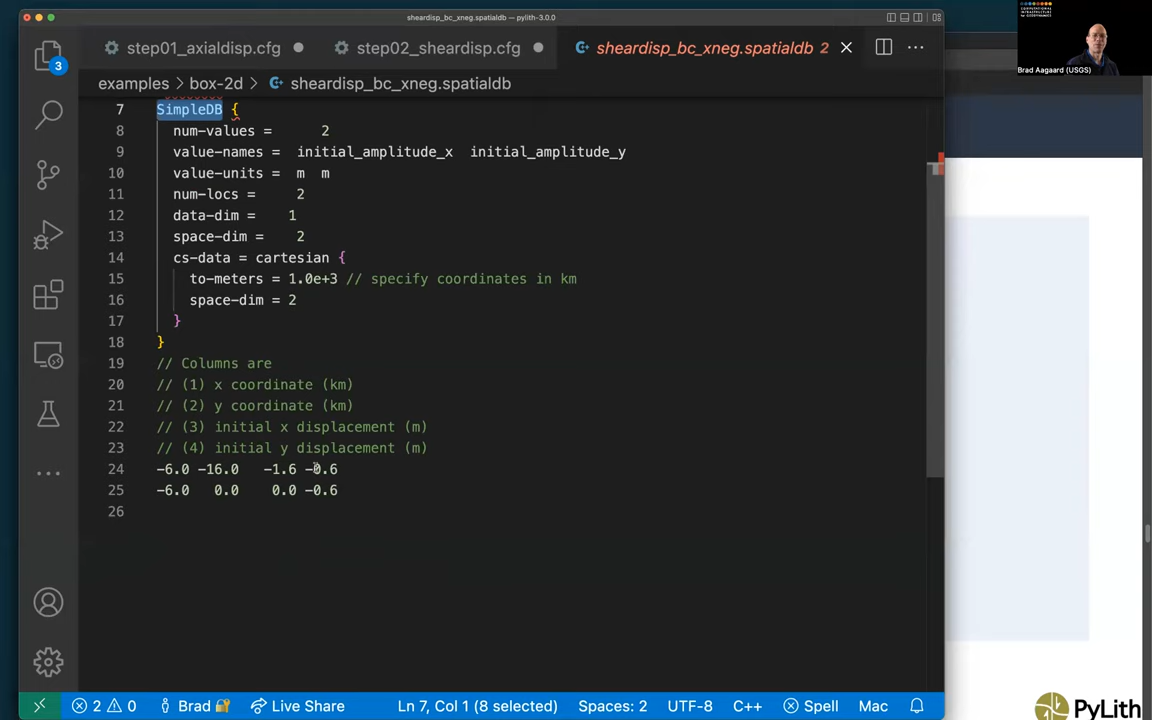 sheardisp_bc_xneg.spatialdb — pylith-3.0.0
COMPUTATIONAL
INFRASTRUCTURE
for GEODYNAMICS
Brad Aagaard (USGS)
step01_axialdisp.cfg
step02_sheardisp.cfg
sheardisp_bc_xneg.spatialdb 2
examples > box-2d > sheardisp_bc_xneg.spatialdb
3
7 SimpleDB {
8 num-values = 2
9 value-names = initial_amplitude_x initial_amplitude_y
10 value-units = m m
11 num-locs = 2
12 data-dim = 1
13 space-dim = 2
14 cs-data = cartesian {
15 to-meters = 1.0e+3 // specify coordinates in km
16 space-dim = 2
17 }
18 }
19 // Columns are
20 // (1) x coordinate (km)
21 // (2) y coordinate (km)
22 // (3) initial x displacement (m)
23 // (4) initial y displacement (m)
24 -6.0 -16.0 -1.6 -0.6
25 -6.0 0.0 0.0 -0.6
26
2 0 Brad Live Share Ln 7, Col 1 (8 selected) Spaces: 2 UTF-8 C++ Spell Mac
PyLith